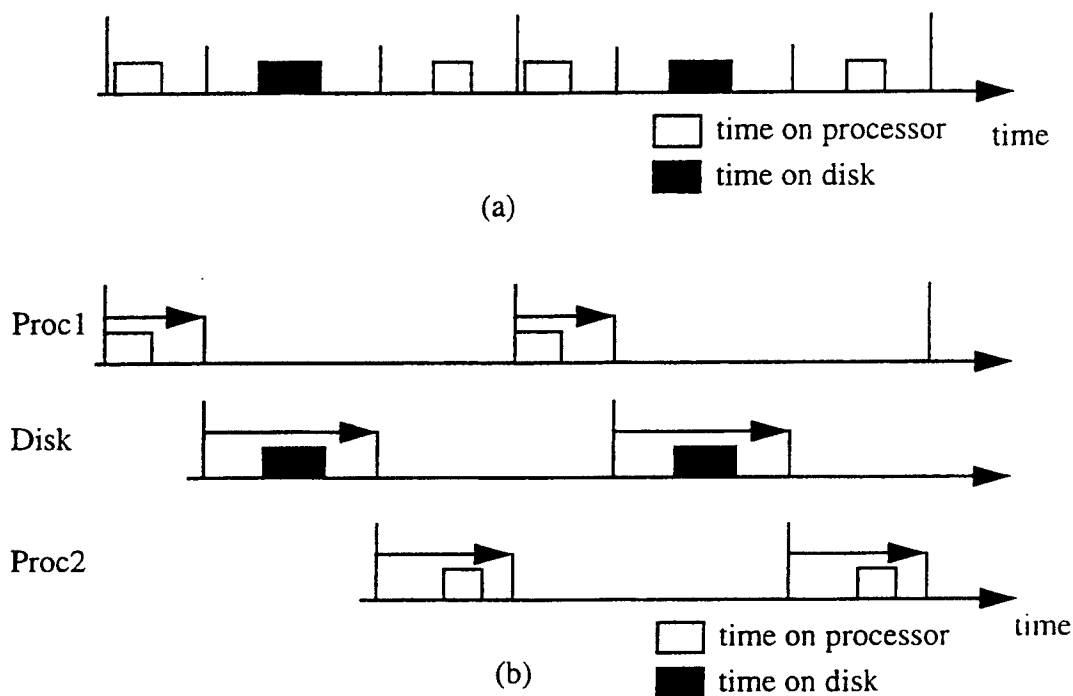 time on processor
time
time on disk
(a)
Proc1
Disk
Proc2
time on processor
time
(b)
time on disk